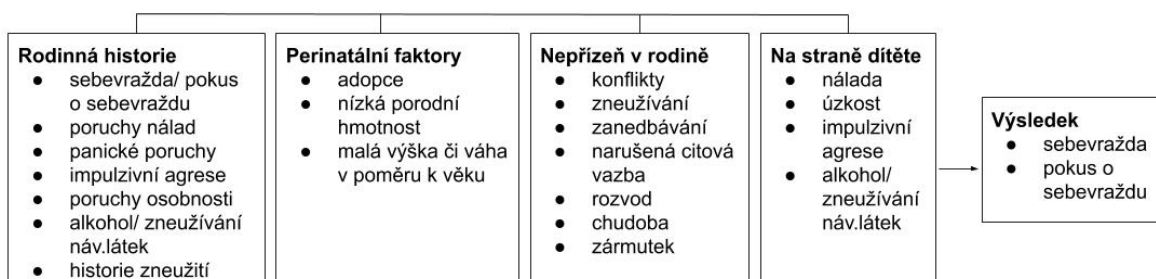 Rodinná historie
● sebevražda/ pokus
o sebevraždu
● poruchy nálad
● panické poruchy
● impulzivní agrese
● poruchy osobnosti
● alkohol/ zneužívání
náv.látek
● historie zneužití
Perinatální faktory
● adopce
● nízká porodní
hmotnost
● malá výška či váha
v poměru k věku
Nepřízeň v rodině
● konflikty
● zneužívání
● zanedbávání
● narušená citová
vazba
● rozvod
● chudoba
● zármutek
Na straně dítěte
● nálada
● úzkost
● impulzivní
agrese
● alkohol/
zneužívání
náv.látek
Výsledek
● sebevražda
● pokus o
sebevraždu